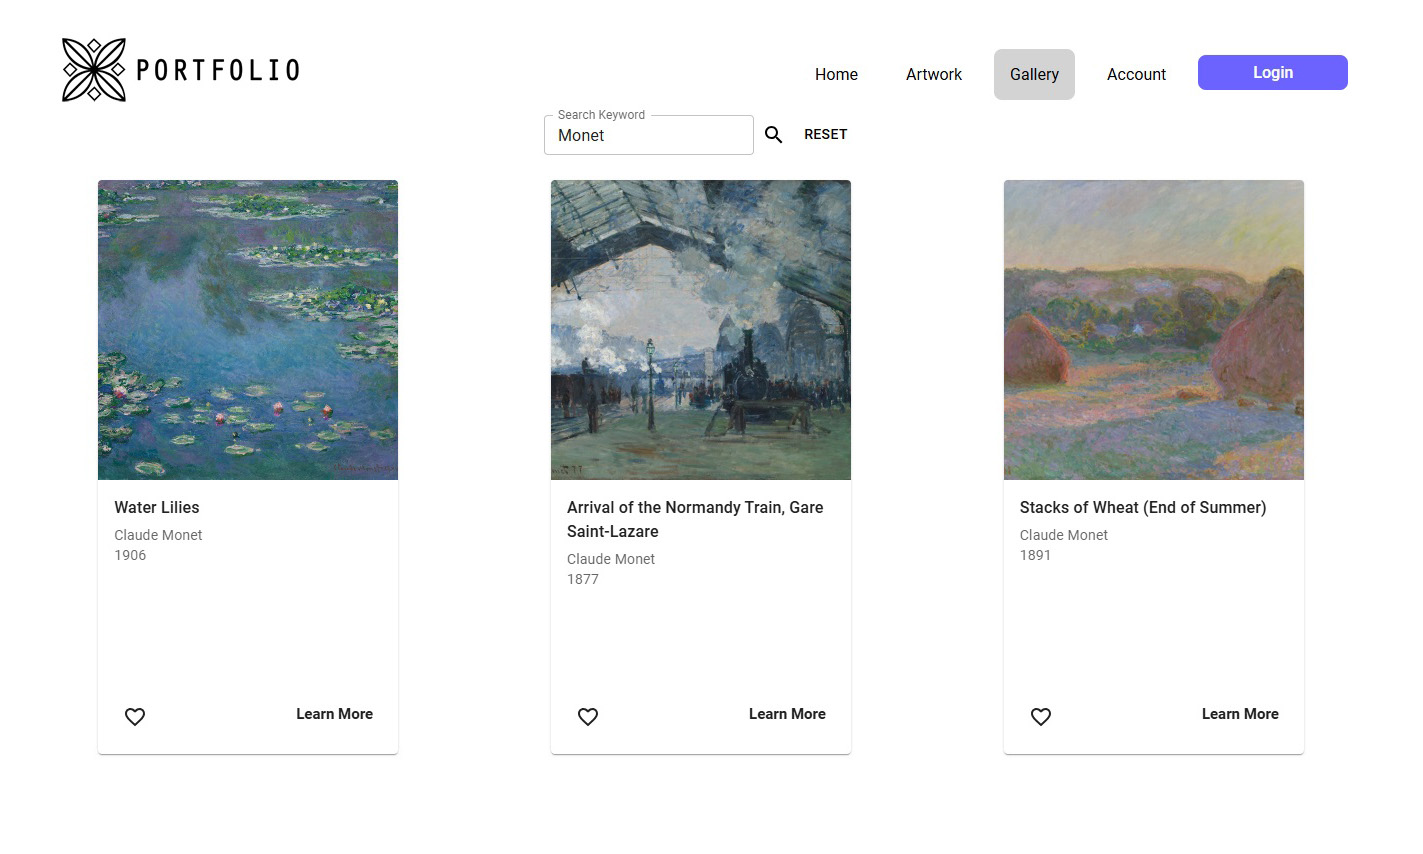 PORTFOLIO
Home
Artwork
Gallery
Account
Login
Search Keyword
Monet
RESET
Water Lilies
Claude Monet
1906
Learn More
Arrival of the Normandy Train, Gare
Saint-Lazare
Claude Monet
1877
Learn More
Stacks of Wheat (End of Summer)
Claude Monet
1891
Learn More